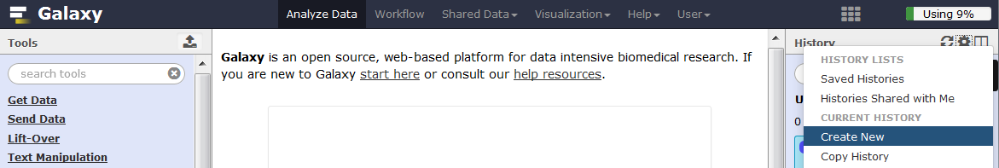 Galaxy
Analyze Data Workflow Shared Data Visualization Help User
Using 9%
Tools
search tools
Get Data
Send Data
Lift-Over
Text Manipulation
Galaxy is an open source, web-based platform for data intensive biomedical research. If
you are new to Galaxy start here or consult our help resources.
History
HISTORY LISTS
Saved Histories
Histories Shared with Me
CURRENT HISTORY
Create New
Copy History
U
0